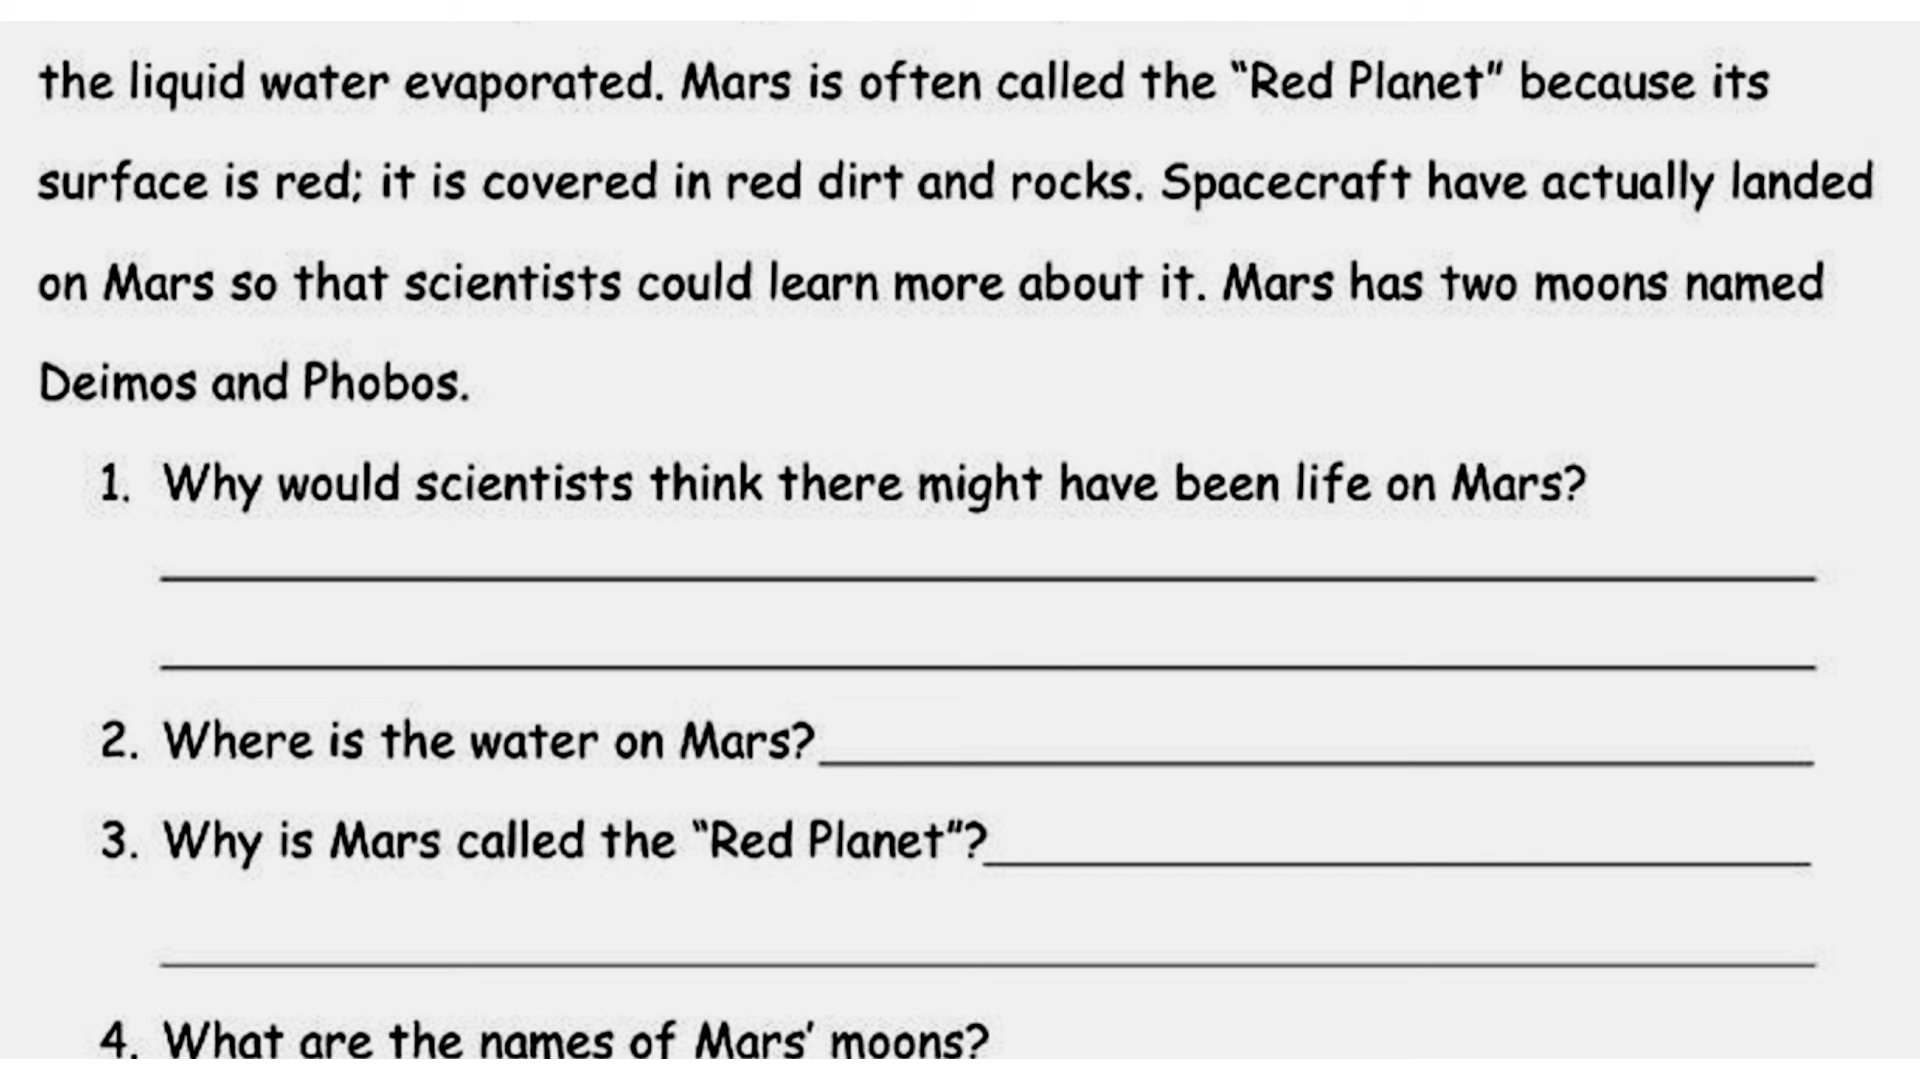 the liquid water evaporated. Mars is often called the “Red Planet” because its
surface is red; it is covered in red dirt and rocks. Spacecraft have actually landed
on Mars so that scientists could learn more about it. Mars has two moons named
Deimos and Phobos.
1. Why would scientists think there might have been life on Mars?
2. Where is the water on Mars?
3. Why is Mars called the “Red Planet”?
4. What are the names of Mars’ moons?